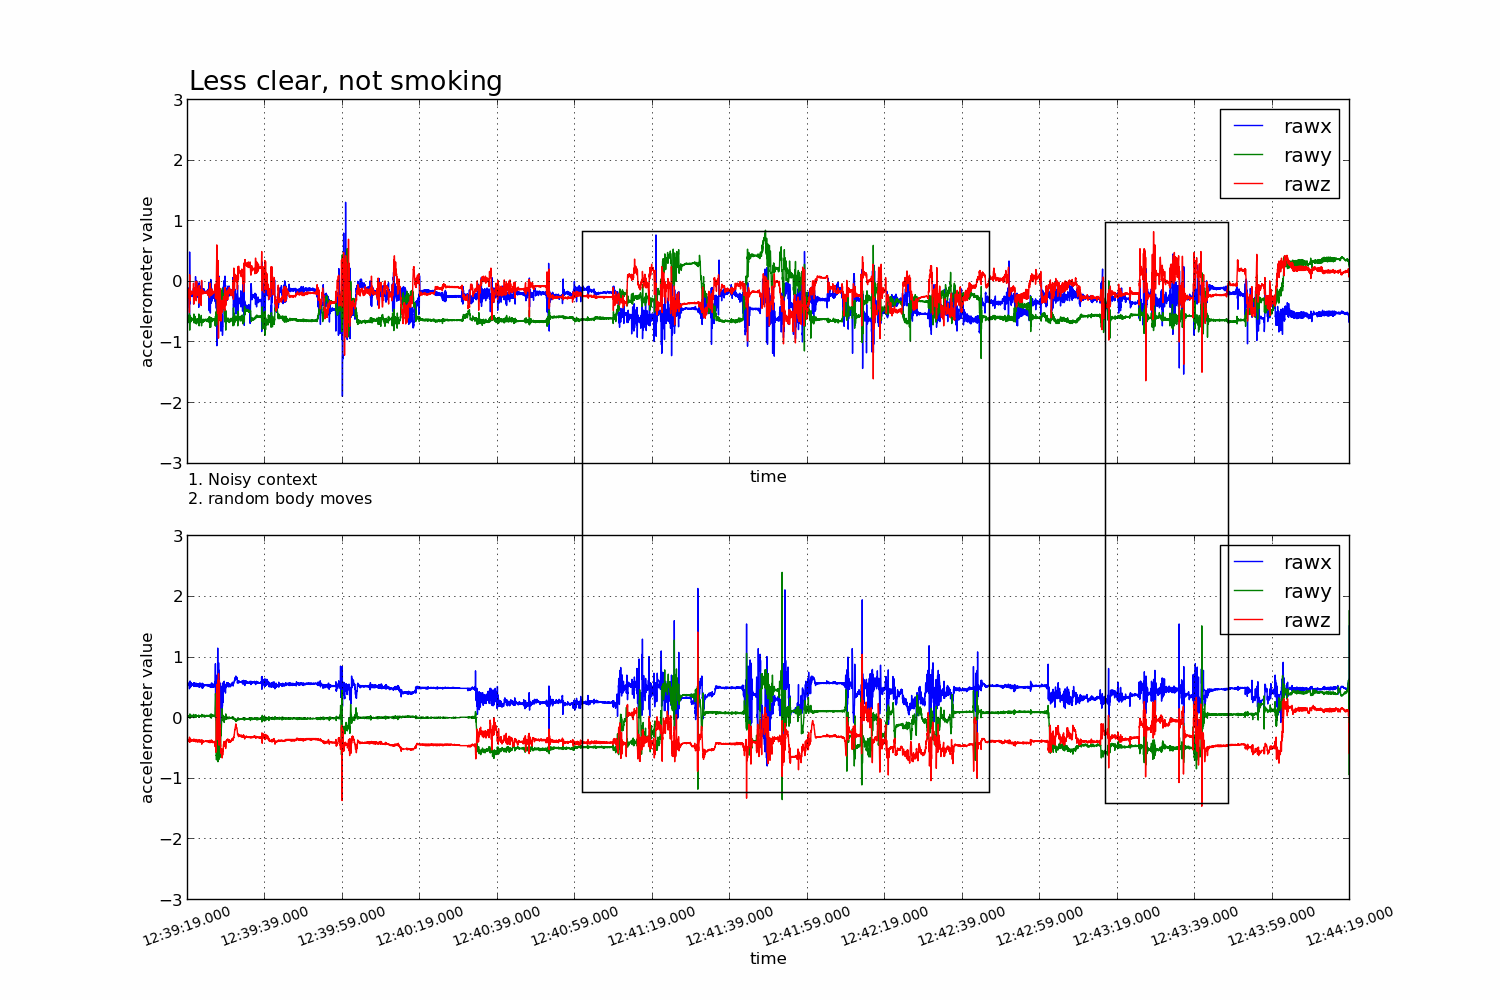 Less clear, not smoking
3
2
1
0
−1
−2
−3
accelerometer value
rawx
rawy
rawz
time
1. Noisy context
2. random body moves
3
2
1
0
−1
−2
−3
accelerometer value
rawx
rawy
rawz
12:39:19.000
12:39:39.000
12:39:59.000
12:40:19.000
12:40:39.000
12:40:59.000
12:41:19.000
12:41:39.000
12:41:59.000
12:42:19.000
12:42:39.000
12:42:59.000
12:43:19.000
12:43:39.000
12:43:59.000
12:44:19.000
time